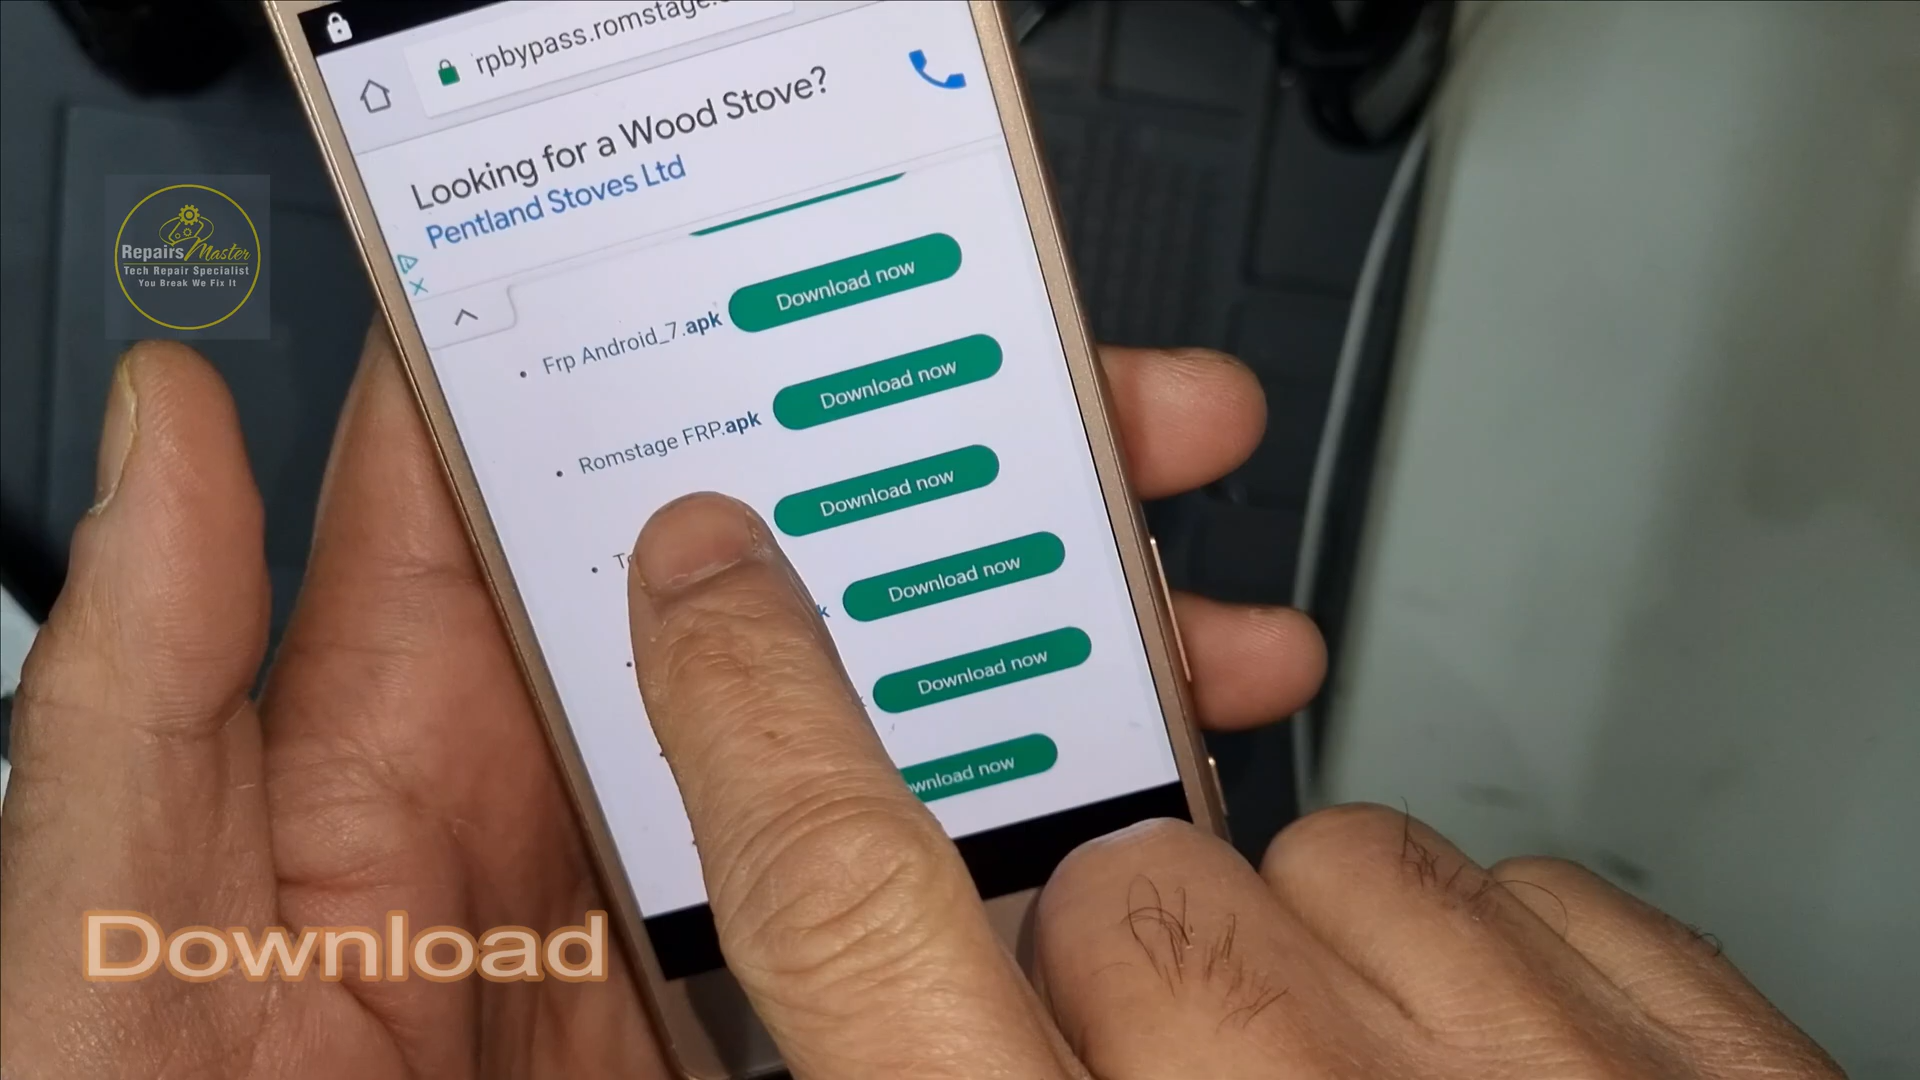 rpbypass.romstage.
Looking for a Wood Stove?
Pentland Stoves Ltd
Frp Android_7.apk Download now
Romstage FRP.apk Download now
Download now
Download now
Download now
wnload now
Repairs Master
Tech Repair Specialist
You Break We Fix It
Download